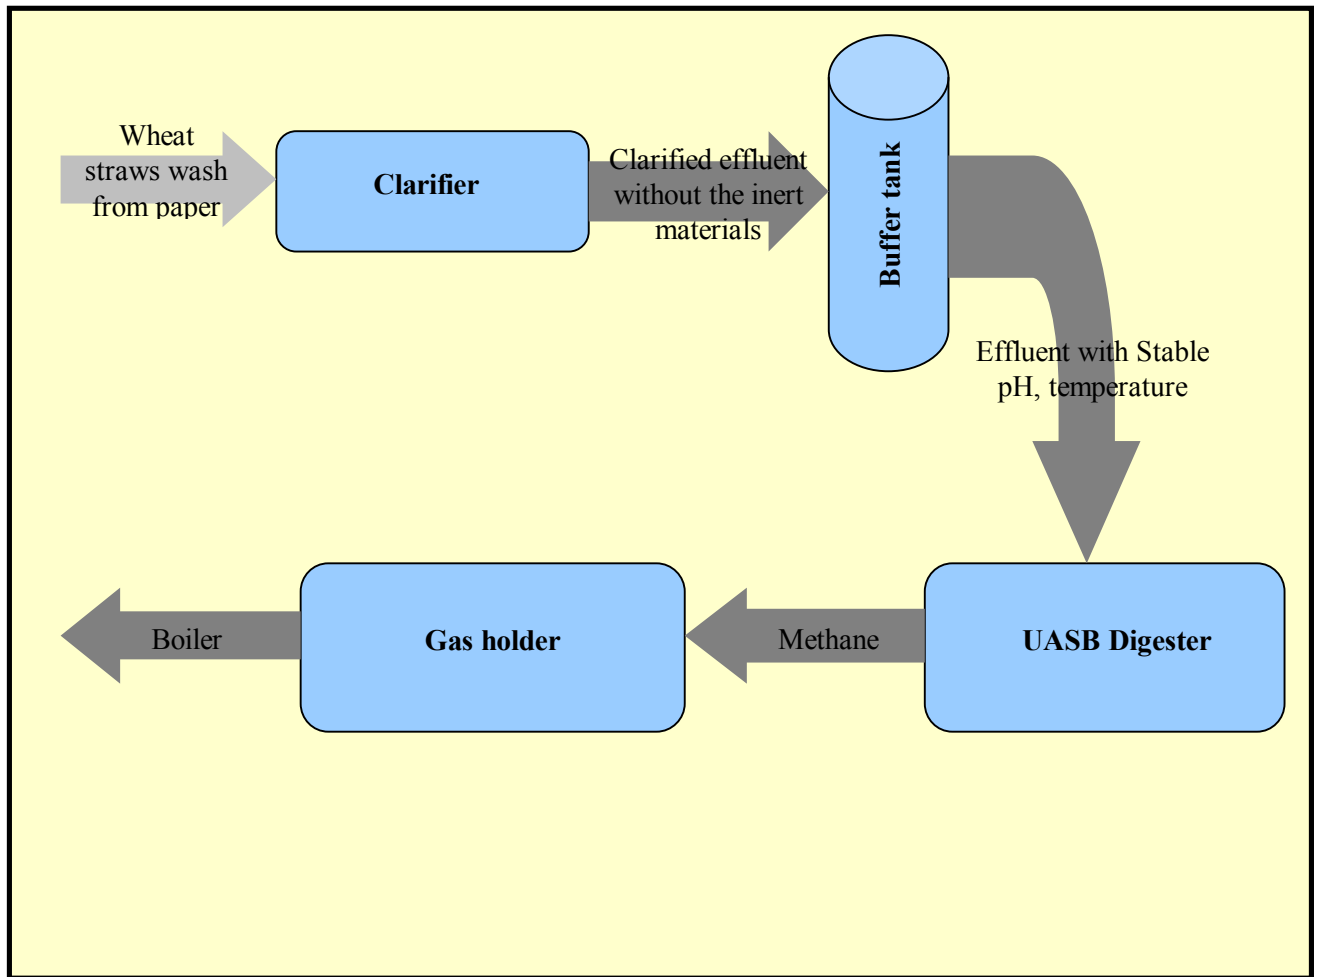 Wheat
straws wash
from paper
Clarifier
Clarified effluent
without the inert
materials
Buffer tank
Effluent with Stable
pH, temperature
UASB Digester
Methane
Gas holder
Boiler